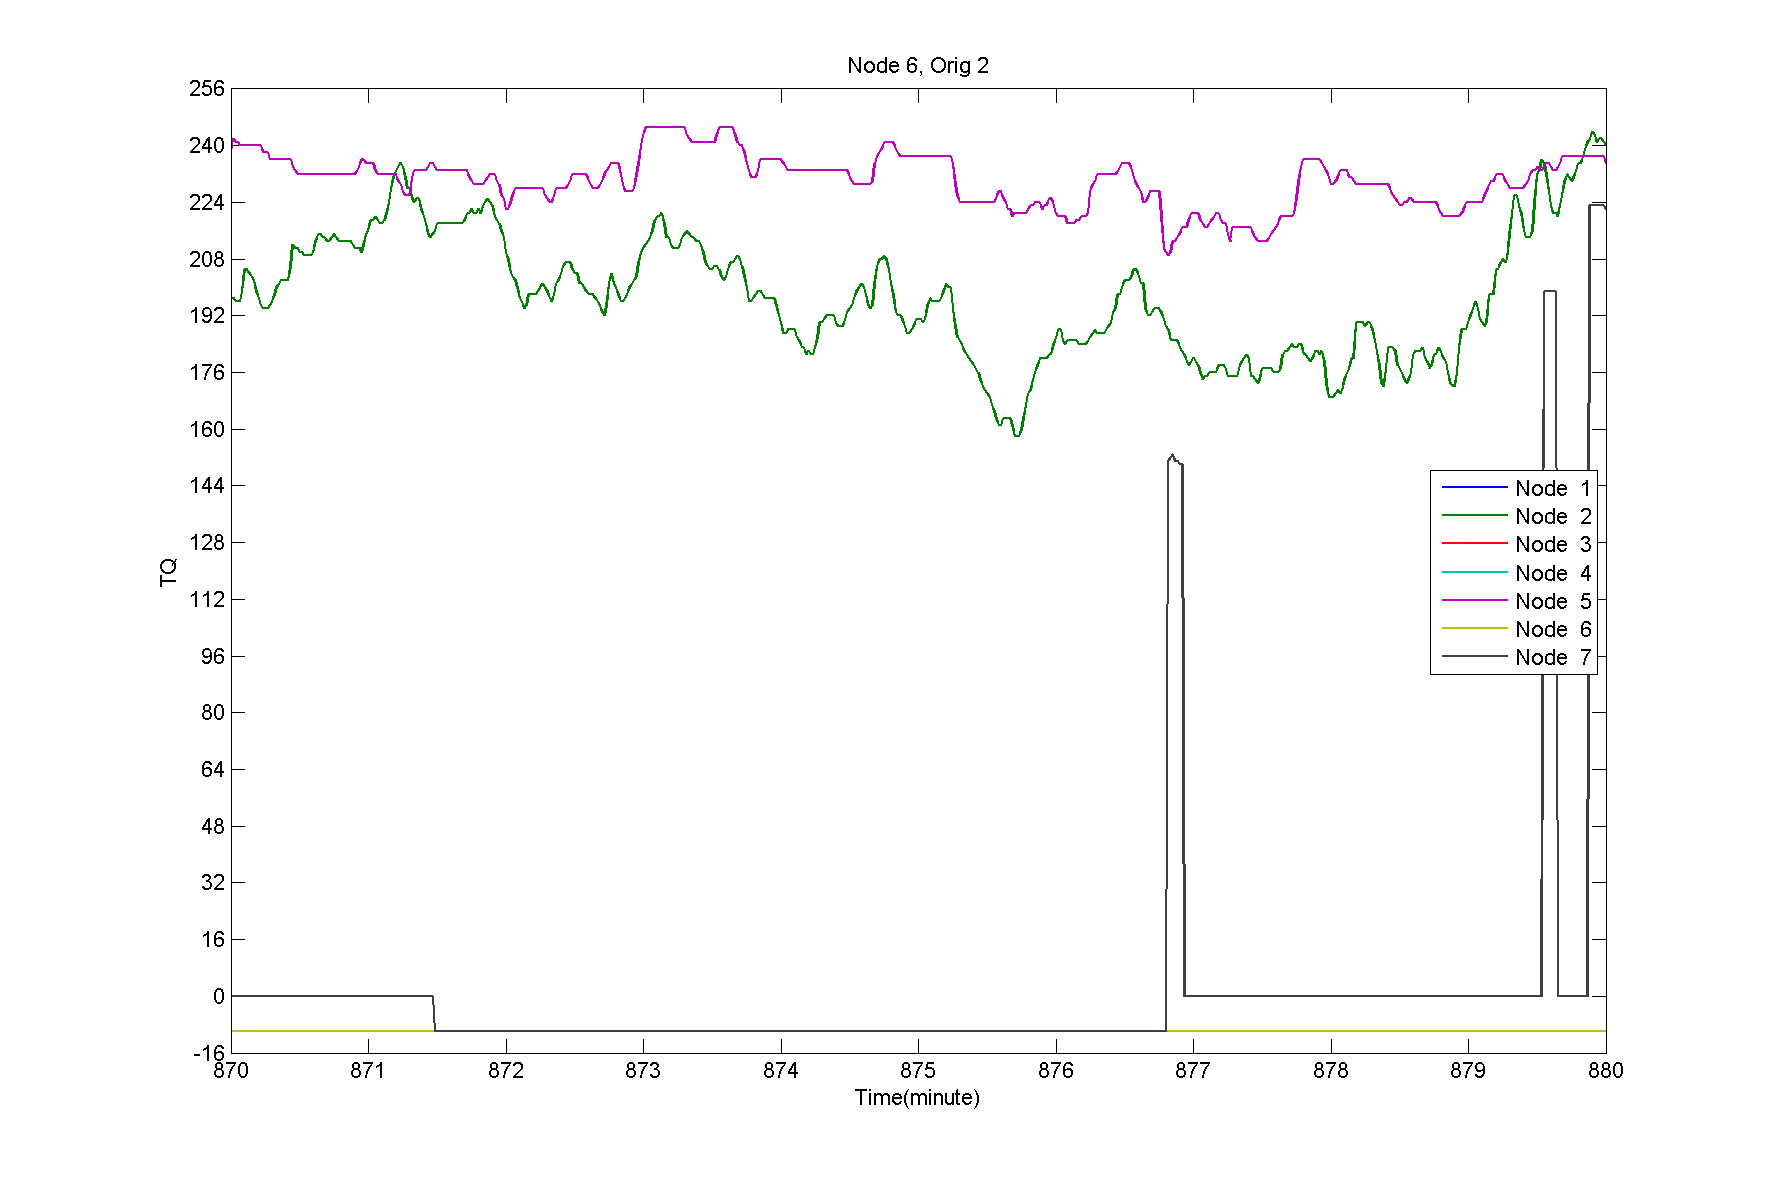 Node 6, Orig 2
256
240
224
208
192
176
160
144
128
112
96
80
64
48
32
16
0
-16
TQ
Node 1
Node 2
Node 3
Node 4
Node 5
Node 6
Node 7
870 871 872 873 874 875 876 877 878 879 880
Time(minute)